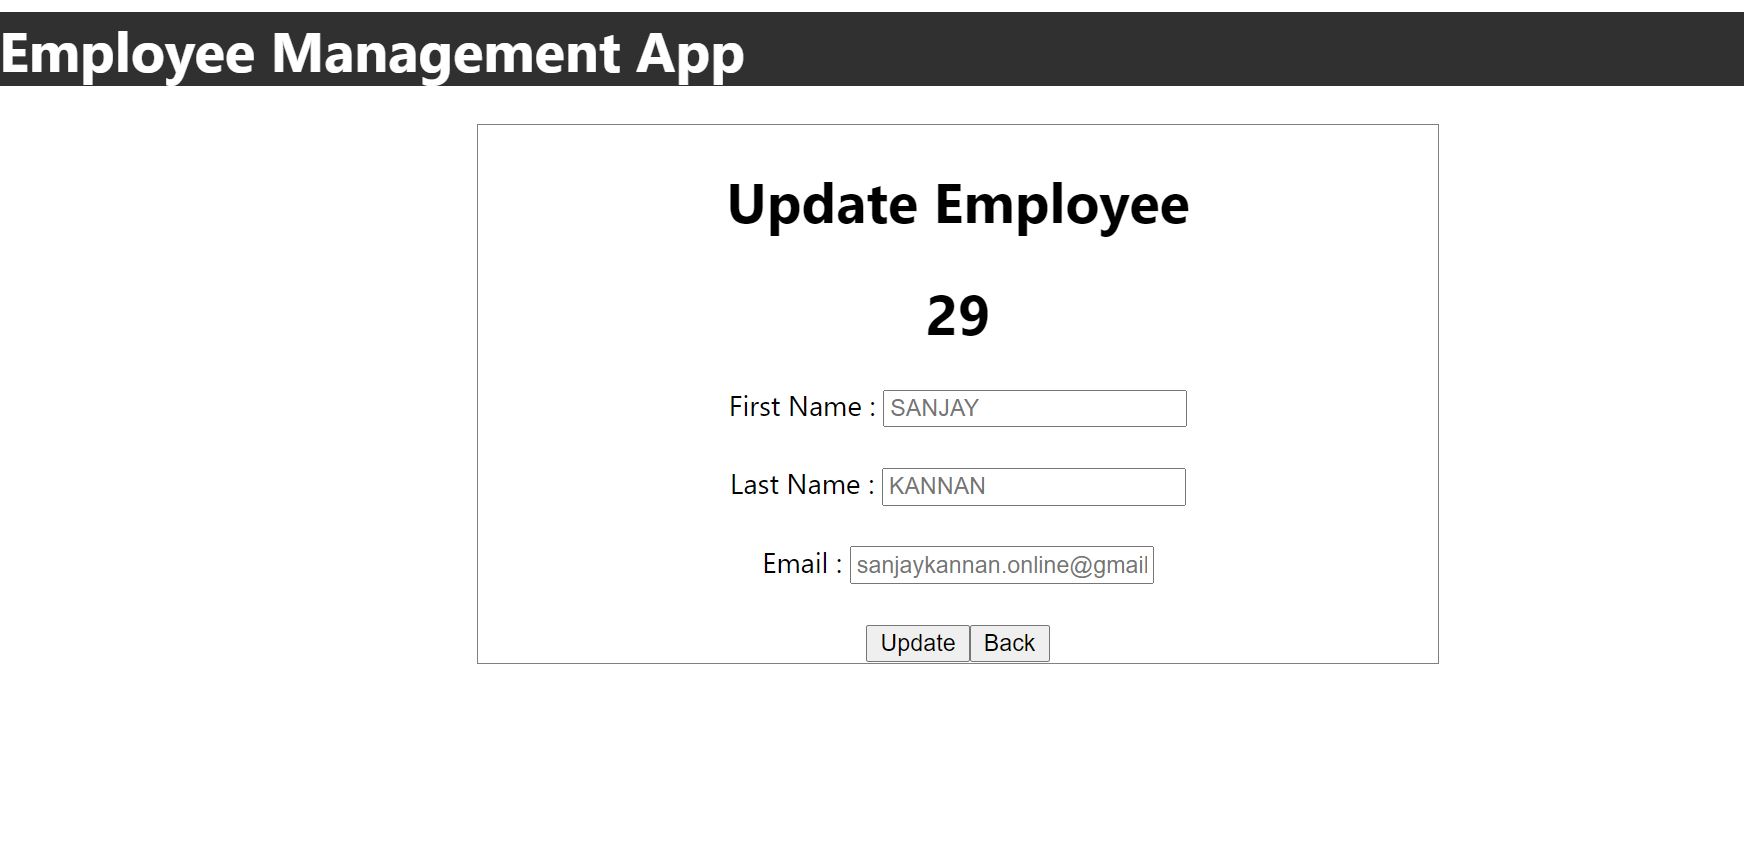 Employee Management App
Update Employee
29
First Name : SANJAY
Last Name : KANNAN
Email : sanjaykannan.online@gmail
Update Back